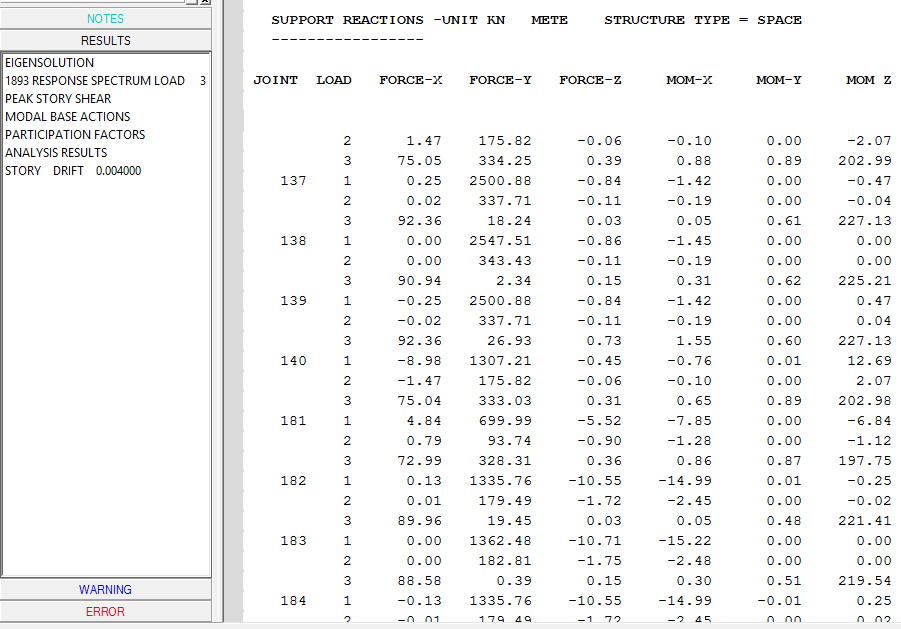 NOTES
RESULTS
EIGENSOLUTION
1893 RESPONSE SPECTRUM LOAD 3
PEAK STORY SHEAR
MODAL BASE ACTIONS
PARTICIPATION FACTORS
ANALYSIS RESULTS
STORY DRIFT 0.004000
WARNING
ERROR
SUPPORT REACTIONS -UNIT KN METE STRUCTURE TYPE = SPACE
-----------------
JOINT LOAD FORCE-X FORCE-Y FORCE-Z MOM-X MOM-Y MOM Z
2 1.47 175.82 -0.06 -0.10 0.00 -2.07
3 75.05 334.25 0.39 0.88 0.89 202.99
137 1 0.25 2500.88 -0.84 -1.42 0.00 -0.47
2 0.02 337.71 -0.11 -0.19 0.00 -0.04
3 92.36 18.24 0.03 0.05 0.61 227.13
138 1 0.00 2547.51 -0.86 -1.45 0.00 0.00
2 0.00 343.43 -0.11 -0.19 0.00 0.00
3 90.94 2.34 0.15 0.31 0.62 225.21
139 1 -0.25 2500.88 -0.84 -1.42 0.00 0.47
2 -0.02 337.71 -0.11 -0.19 0.00 0.04
3 92.36 26.93 0.73 1.55 0.60 227.13
140 1 -8.98 1307.21 -0.45 -0.76 0.01 12.69
2 -1.47 175.82 -0.06 -0.10 0.00 2.07
3 75.04 333.03 0.31 0.65 0.89 202.98
181 1 4.84 699.99 -5.52 -7.85 0.00 -6.84
2 0.79 93.74 -0.90 -1.28 0.00 -1.12
3 72.99 328.31 0.36 0.86 0.87 197.75
182 1 0.13 1335.76 -10.55 -14.99 0.01 -0.25
2 0.01 179.49 -1.72 -2.45 0.00 -0.02
3 89.96 19.45 0.03 0.05 0.48 221.41
183 1 0.00 1362.48 -10.71 -15.22 0.00 0.00
2 0.00 182.81 -1.75 -2.48 0.00 0.00
3 88.58 0.39 0.15 0.30 0.51 219.54
184 1 -0.13 1335.76 -10.55 -14.99 -0.01 0.25
2 -0.01 179.49 -1.72 -2.45 0.00 0.02